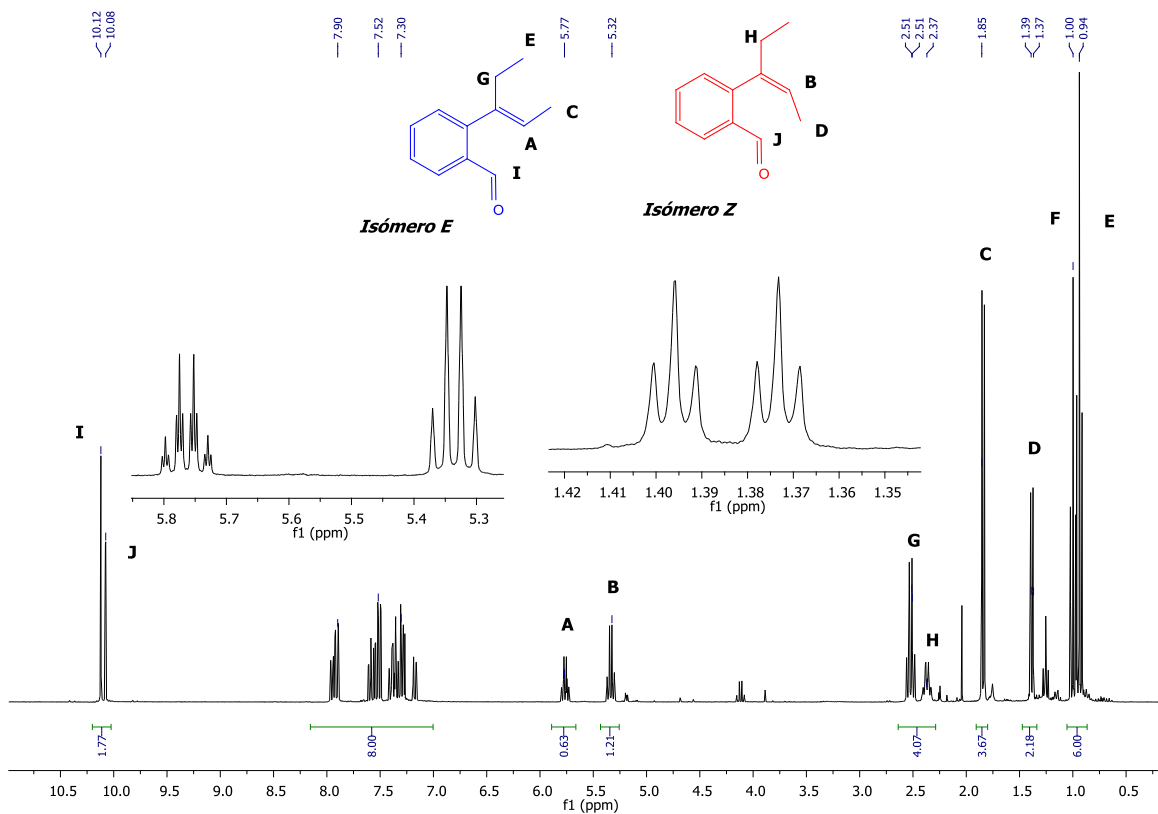 10.12
10.08
7.90
7.52
7.30
5.77
5.32
2.51
2.51
2.37
1.85
1.39
1.37
1.00
0.94
E
G
C
A
I
O
Isómero E
H
B
D
J
O
Isómero Z
F
E
C
I
J
5.8 5.7 5.6 5.5 5.4 5.3
f1 (ppm)
1.42 1.41 1.40 1.39 1.38 1.37 1.36 1.35
f1 (ppm)
D
G
B
A
H
1.77
8.00
0.63
1.21
4.07
3.67
2.18
6.00
10.5 10.0 9.5 9.0 8.5 8.0 7.5 7.0 6.5 6.0 5.5 5.0 4.5 4.0 3.5 3.0 2.5 2.0 1.5 1.0 0.5
f1 (ppm)